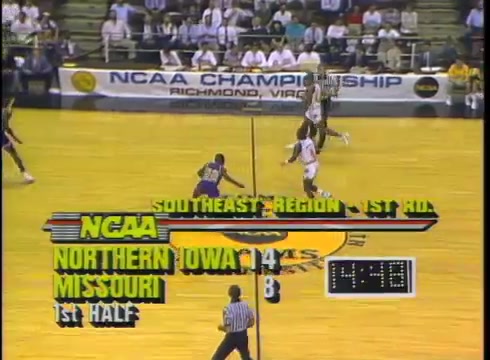 NCAA CHAMPIONSHIP
RICHMOND, VIRG
SOUTHEAST REGION - 1ST RD.
NCAA
NORTHERN IOWA 14
MISSOURI 8
1st HALF
14:48